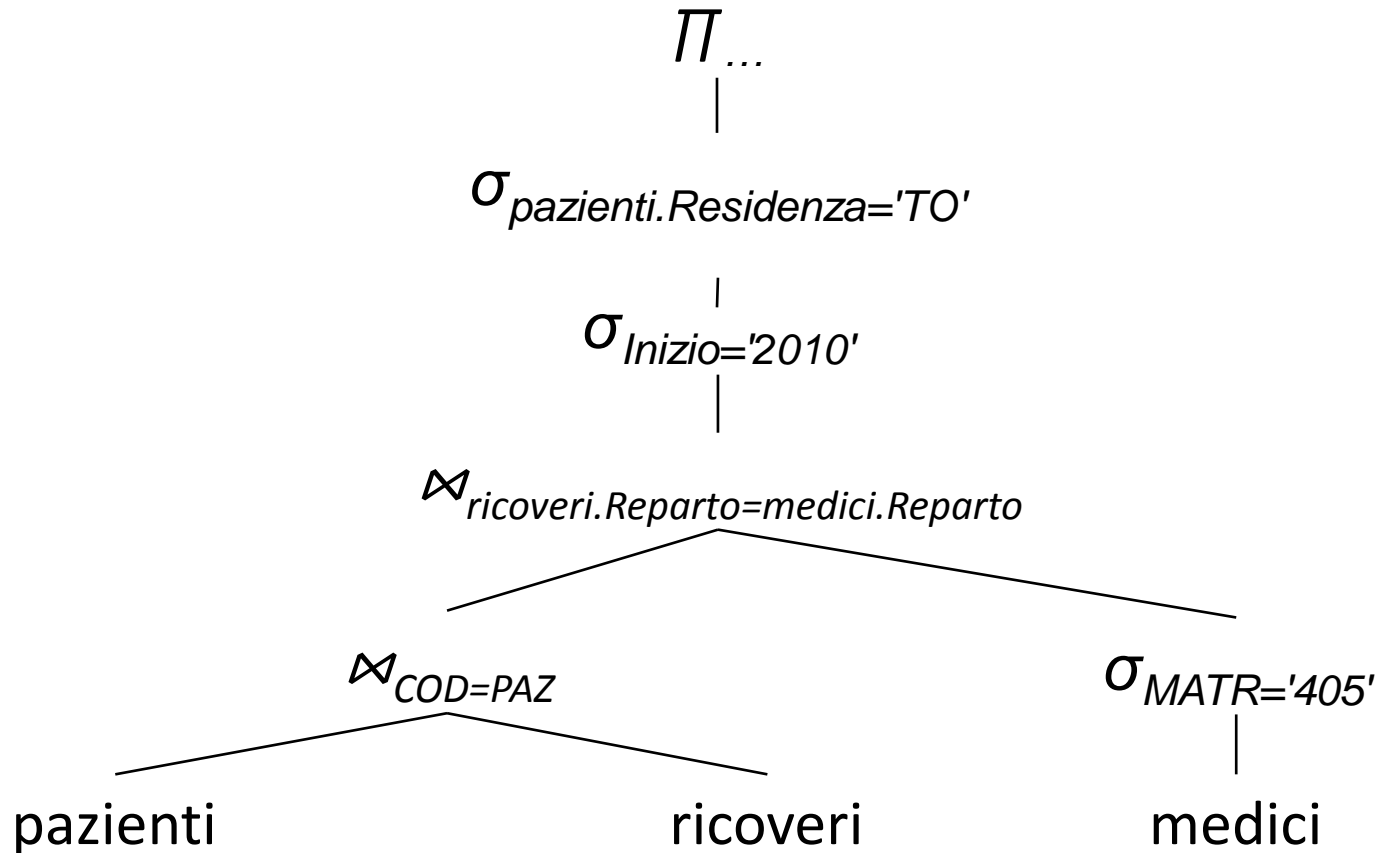 Π...
σpazienti.Residenza='TO'
σInizio='2010'
⋈ricoveri.Reparto=medici.Reparto
⋈COD=PAZ
σMATR='405'
pazienti
ricoveri
medici